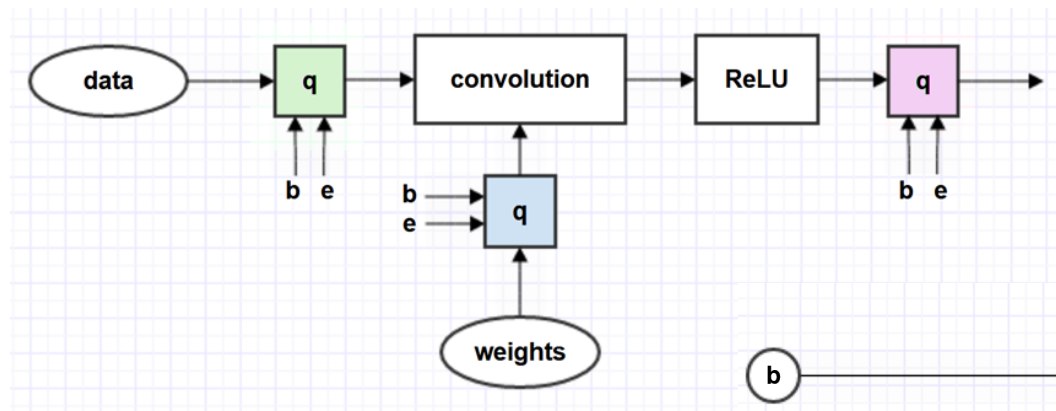 data
q
convolution
ReLU
q
b e
b
e
q
b e
weights
b